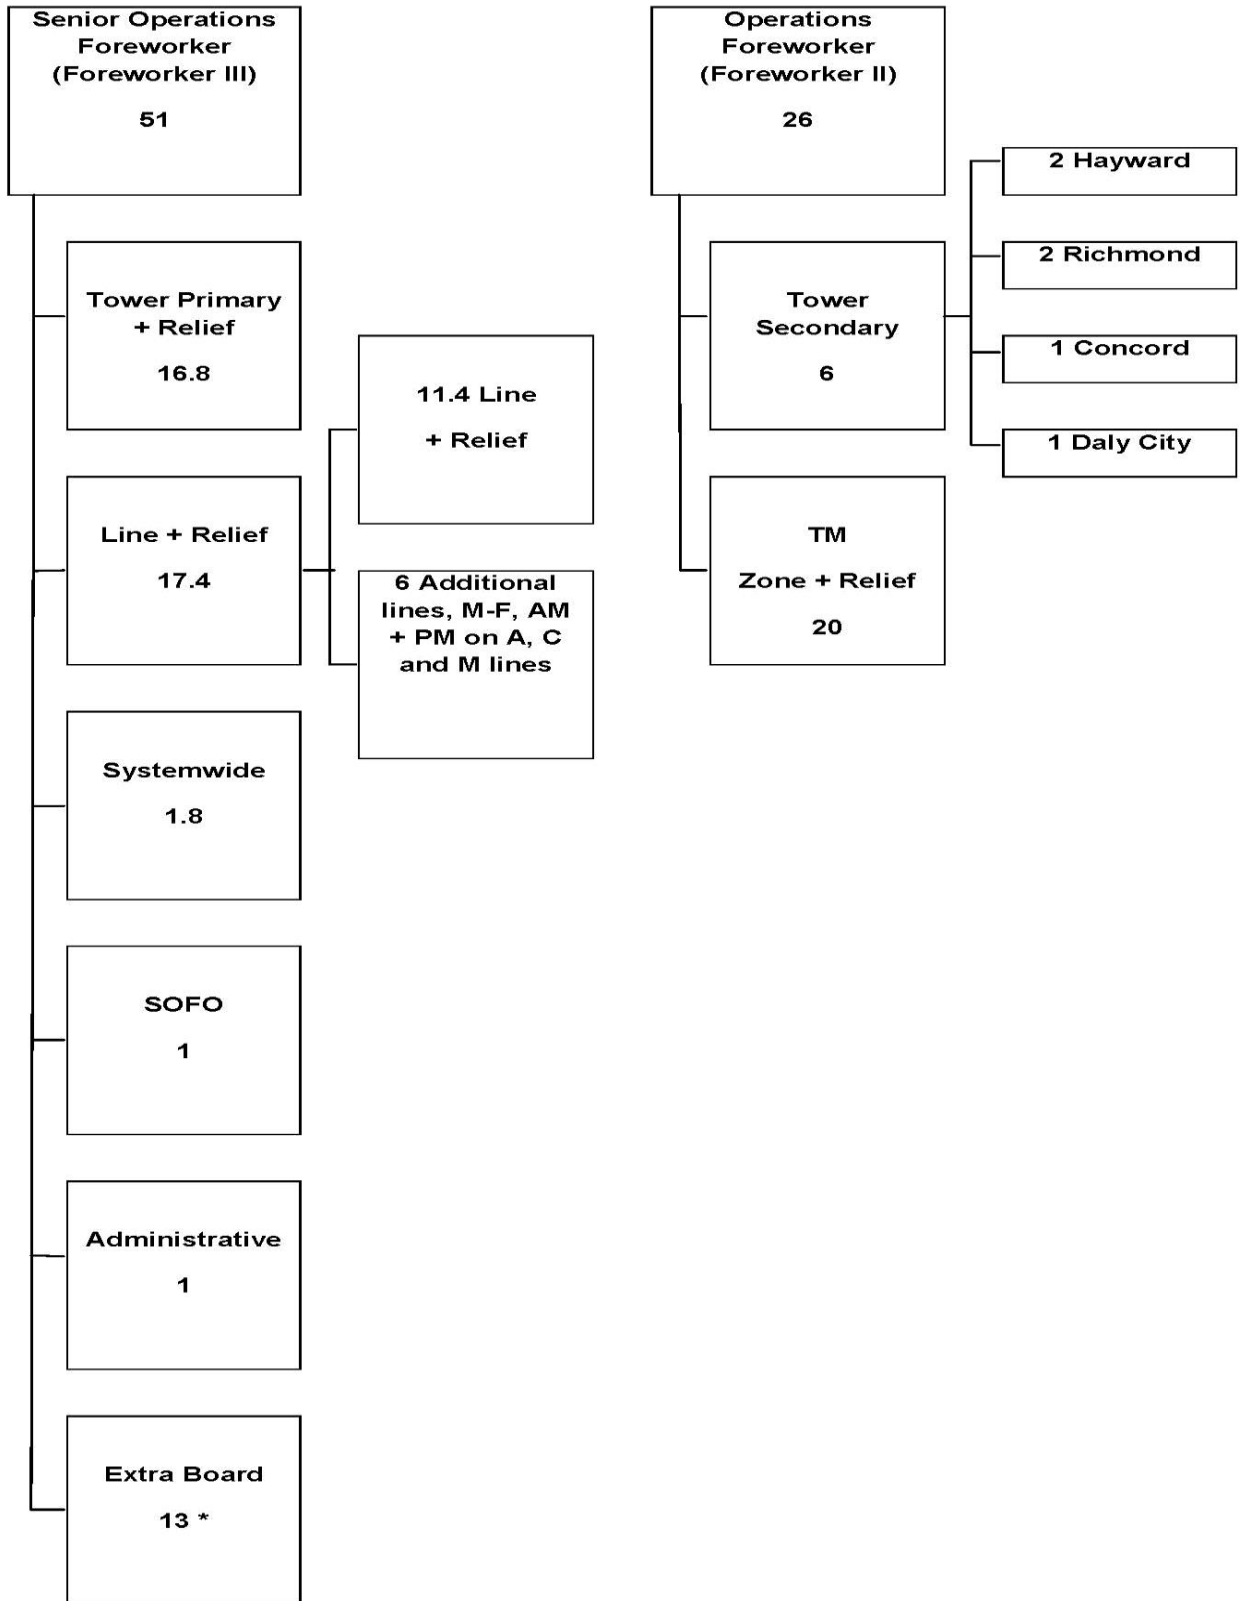 Senior Operations
Foreworker
(Foreworker III)
51
Tower Primary
+ Relief
16.8
Line + Relief
17.4
11.4 Line
+ Relief
6 Additional
lines, M-F, AM
+ PM on A, C
and M lines
Systemwide
1.8
SOFO
1
Administrative
1
Extra Board
13 *
Operations
Foreworker
(Foreworker II)
26
Tower
Secondary
6
2 Hayward
2 Richmond
1 Concord
1 Daly City
TM
Zone + Relief
20